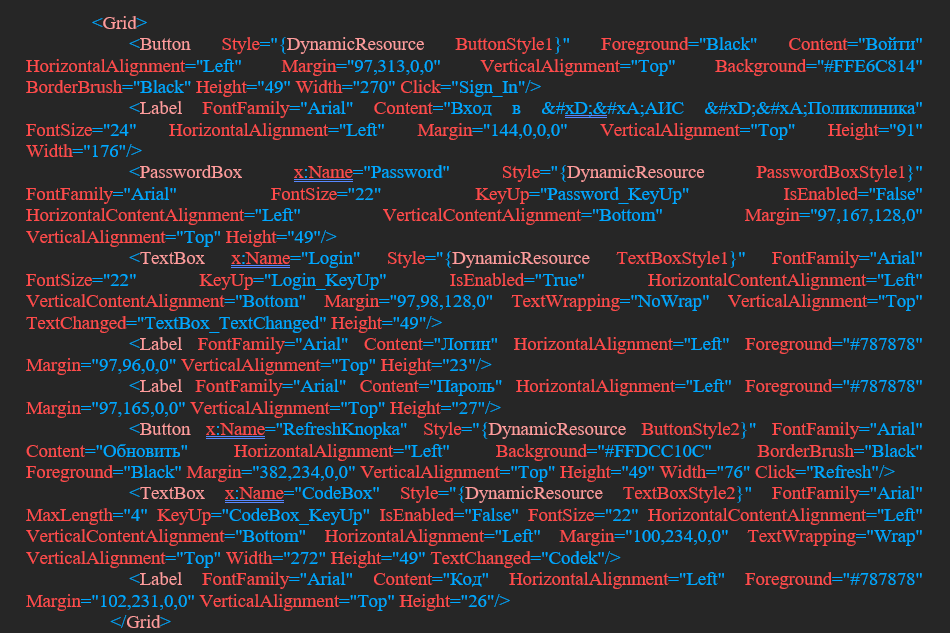 <Grid>
<Button Style="{DynamicResource ButtonStyle1}" Foreground="Black" Content="Войти"
HorizontalAlignment="Left" Margin="97,313,0,0" VerticalAlignment="Top" Background="#FFE6C814"
BorderBrush="Black" Height="49" Width="270" Click="Sign_In"/>
<Label FontFamily="Arial" Content="Вход в &#xD;&#xA;АИС &#xD;&#xA;Поликлиника"
FontSize="24" HorizontalAlignment="Left" Margin="144,0,0,0" VerticalAlignment="Top" Height="91"
Width="176"/>
<PasswordBox x:Name="Password" Style="{DynamicResource PasswordBoxStyle1}"
FontFamily="Arial" FontSize="22" KeyUp="Password_KeyUp" IsEnabled="False"
HorizontalContentAlignment="Left" VerticalContentAlignment="Bottom" Margin="97,167,128,0"
VerticalAlignment="Top" Height="49"/>
<TextBox x:Name="Login" Style="{DynamicResource TextBoxStyle1}" FontFamily="Arial"
FontSize="22" KeyUp="Login_KeyUp" IsEnabled="True" HorizontalContentAlignment="Left"
VerticalContentAlignment="Bottom" Margin="97,98,128,0" TextWrapping="NoWrap" VerticalAlignment="Top"
TextChanged="TextBox_TextChanged" Height="49"/>
<Label FontFamily="Arial" Content="Логин" HorizontalAlignment="Left" Foreground="#787878"
Margin="97,96,0,0" VerticalAlignment="Top" Height="23"/>
<Label FontFamily="Arial" Content="Пароль" HorizontalAlignment="Left" Foreground="#787878"
Margin="97,165,0,0" VerticalAlignment="Top" Height="27"/>
<Button x:Name="RefreshKnopka" Style="{DynamicResource ButtonStyle2}" FontFamily="Arial"
Content="Обновить" HorizontalAlignment="Left" Background="#FFDCC10C" BorderBrush="Black"
Foreground="Black" Margin="382,234,0,0" VerticalAlignment="Top" Height="49" Width="76" Click="Refresh"/>
<TextBox x:Name="CodeBox" Style="{DynamicResource TextBoxStyle2}" FontFamily="Arial"
MaxLength="4" KeyUp="CodeBox_KeyUp" IsEnabled="False" FontSize="22" HorizontalContentAlignment="Left"
VerticalContentAlignment="Bottom" HorizontalAlignment="Left" Margin="100,234,0,0" TextWrapping="Wrap"
VerticalAlignment="Top" Width="272" Height="49" TextChanged="Codek"/>
<Label FontFamily="Arial" Content="Код" HorizontalAlignment="Left" Foreground="#787878"
Margin="102,231,0,0" VerticalAlignment="Top" Height="26"/>
</Grid>